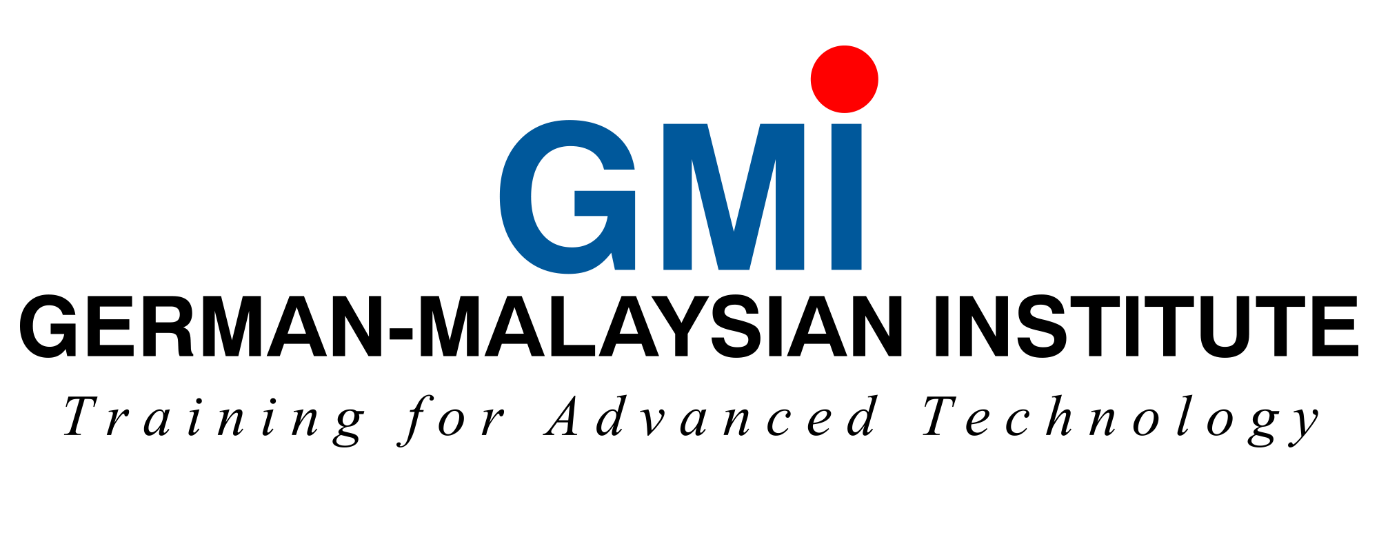 GMi
GERMAN-MALAYSIAN INSTITUTE
Training for Advanced Technology